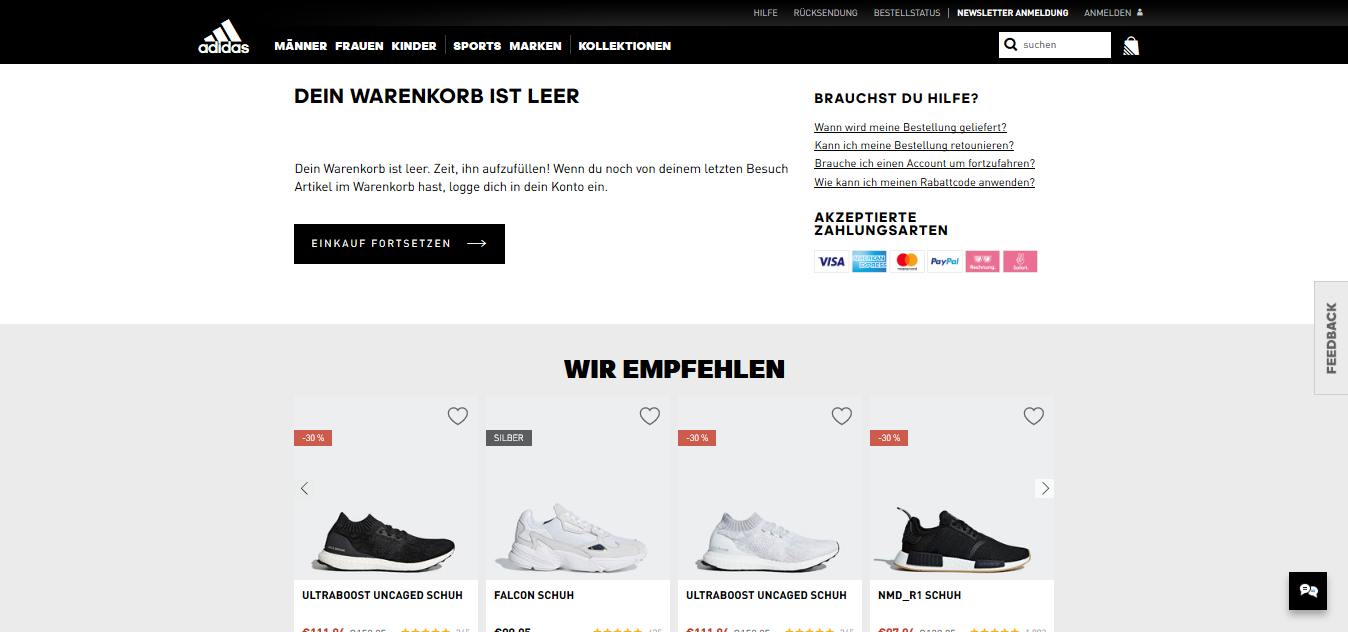 HILFE RÜCKSENDUNG BESTELLSTATUS NEWSLETTER ANMELDUNG ANMELDEN
adidas
MÄNNER FRAUEN KINDER SPORTS MARKEN KOLLEKTIONEN
suchen
DEIN WARENKORB IST LEER
Dein Warenkorb ist leer. Zeit, ihn aufzufüllen! Wenn du noch von deinem letzten Besuch
Artikel im Warenkorb hast, logge dich in dein Konto ein.
EINKAUF FORTSETZEN
BRAUCHST DU HILFE?
Wann wird meine Bestellung geliefert?
Kann ich meine Bestellung retounieren?
Brauche ich einen Account um fortzufahren?
Wie kann ich meinen Rabattcode anwenden?
AKZEPTIERTE
ZAHLUNGSARTEN
VISA AMERICAN EXPRESS mastercard PayPal Rechnung. Sofort.
FEEDBACK
WIR EMPFEHLEN
-30 % SILBER -30 % -30 %
ULTRABOOST UNCAGED SCHUH FALCON SCHUH ULTRABOOST UNCAGED SCHUH NMD_R1 SCHUH